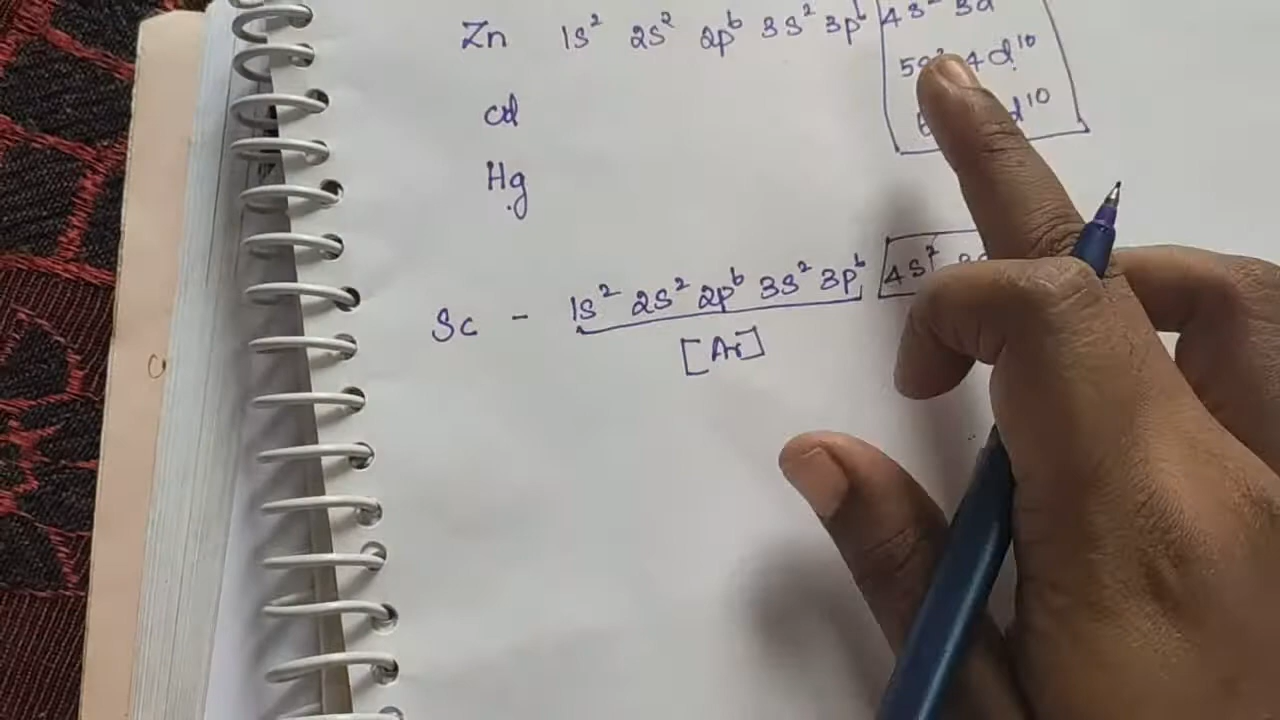 Zn 1s² 2s² 2p⁶ 3s² 3p⁶ 4s² 3d
4d¹⁰
Cd d¹⁰
Hg
Sc - 1s² 2s² 2p⁶ 3s² 3p⁶ 4s²
[Ar]